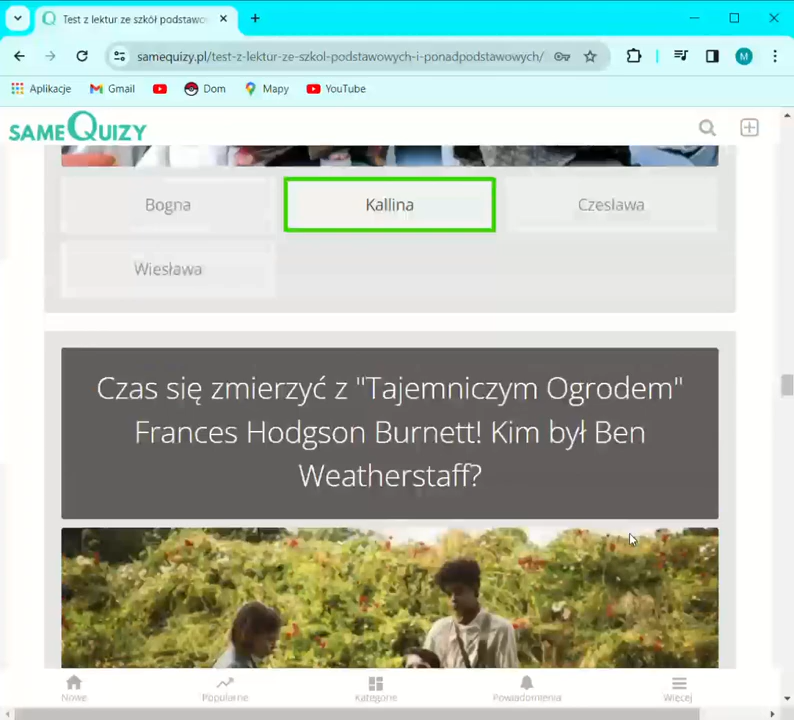 Test z lektur ze szkół podstawo
samequizy.pl/test-z-lektur-ze-szkol-podstawowych-i-ponadpodstawowych/
M
Aplikacje Gmail Dom Mapy YouTube
SAMEQUIZY
Bogna Kallina Czesława
Wiesława
Czas się zmierzyć z "Tajemniczym Ogrodem"
Frances Hodgson Burnett! Kim był Ben
Weatherstaff?
Nowe Popularne Kategorie Powiadomienia Więcej